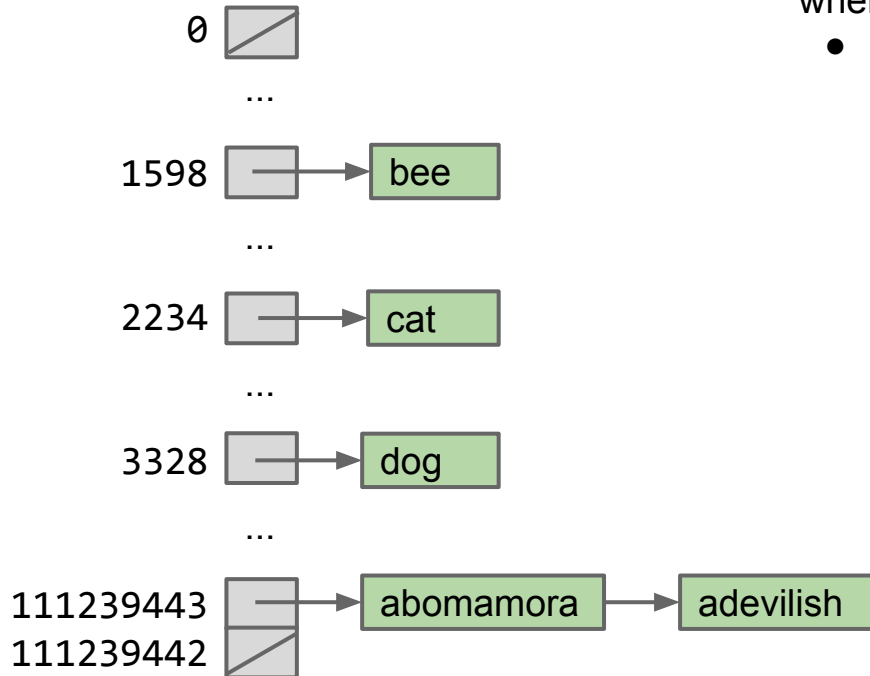 0
...
1598 bee
...
2234 cat
...
3328 dog
...
111239443 abomamora adevilish
111239442